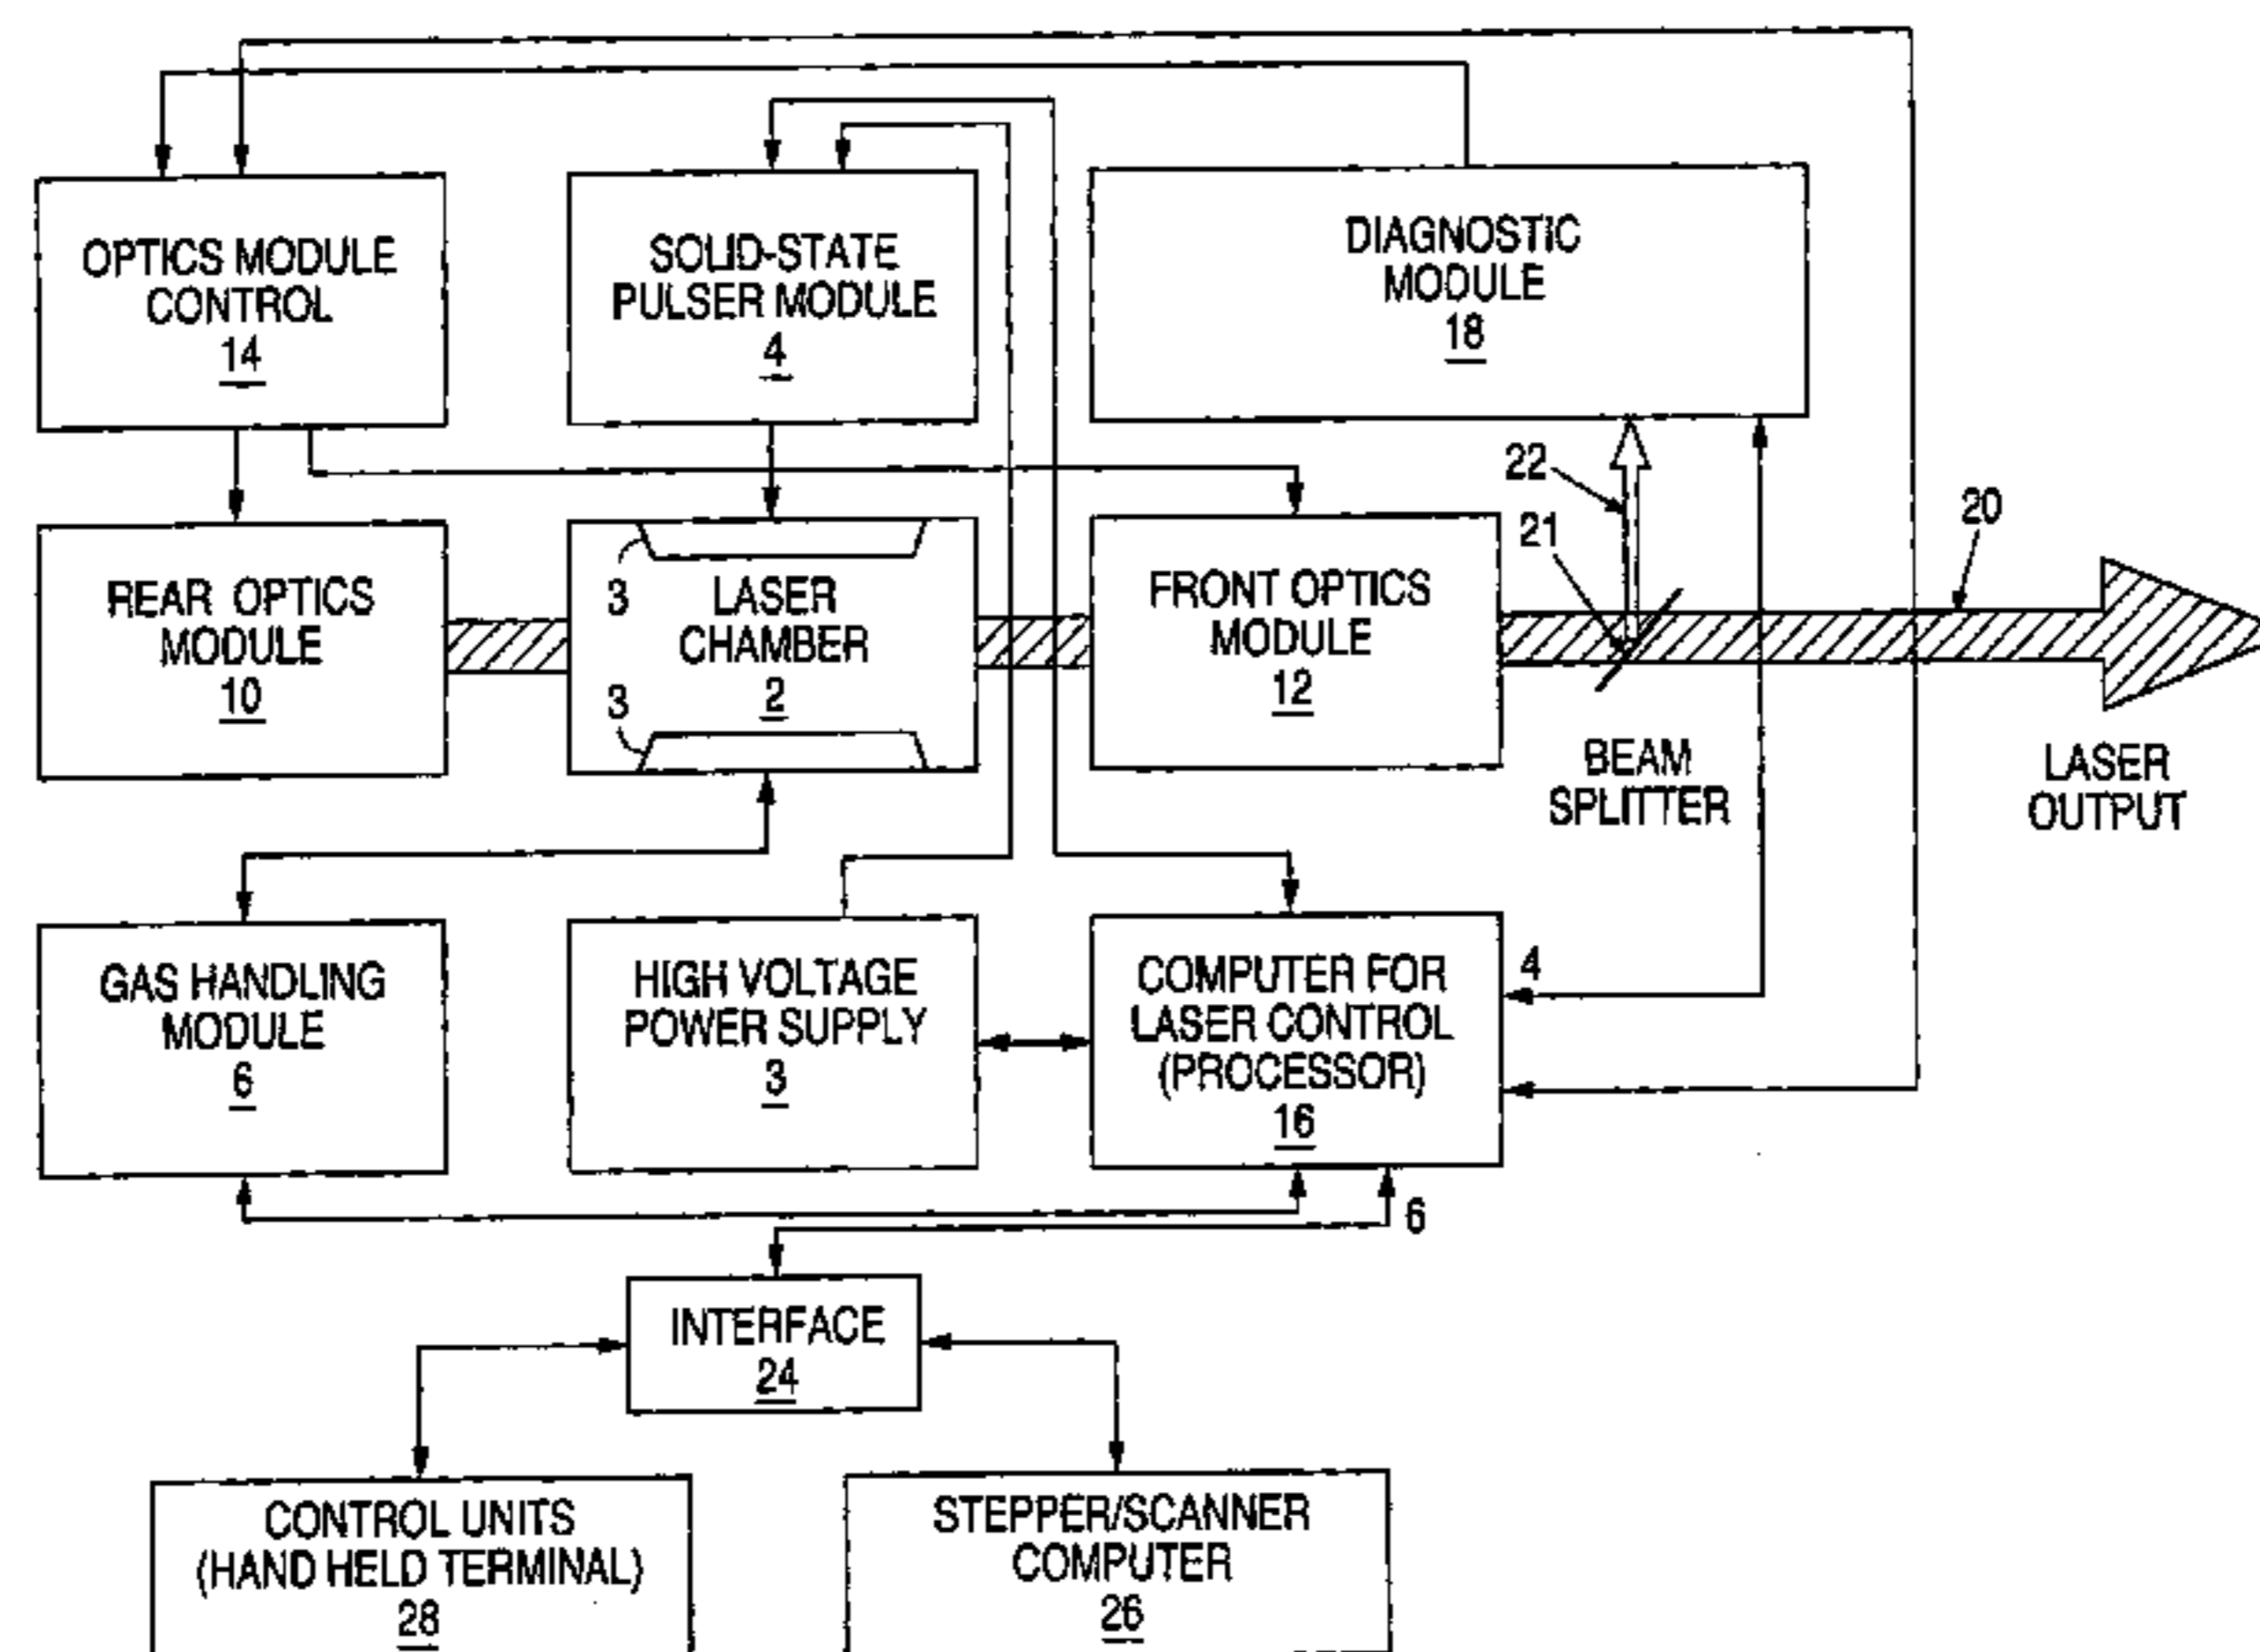 OPTICS MODULE
CONTROL
14
SOLID-STATE
PULSER MODULE
4
DIAGNOSTIC
MODULE
18
22
21
20
REAR OPTICS
MODULE
10
3
LASER
CHAMBER
2
3
FRONT OPTICS
MODULE
12
BEAM
SPLITTER
LASER
OUTPUT
GAS HANDLING
MODULE
6
HIGH VOLTAGE
POWER SUPPLY
3
COMPUTER FOR
LASER CONTROL
(PROCESSOR)
16
4
6
INTERFACE
24
CONTROL UNITS
(HAND HELD TERMINAL)
28
STEPPER/SCANNER
COMPUTER
26